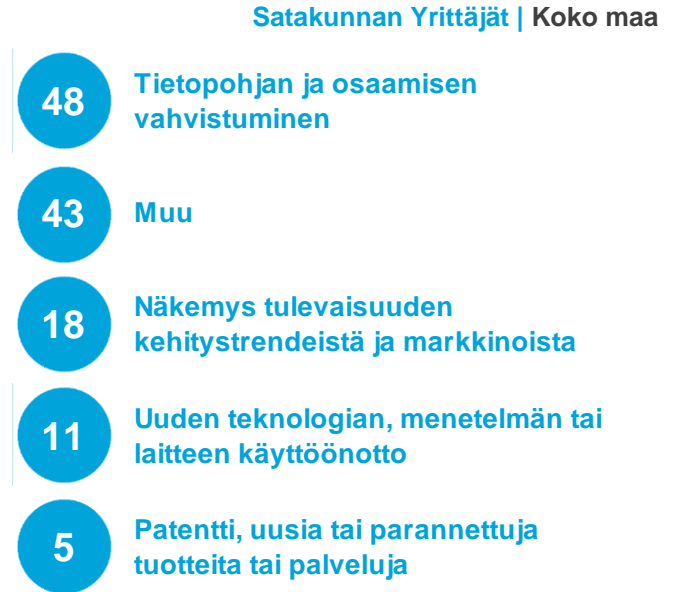 Satakunnan Yrittäjät | Koko maa
48
Tietopohjan ja osaamisen
vahvistuminen
43
Muu
18
Näkemys tulevaisuuden
kehitystrendeistä ja markkinoista
11
Uuden teknologian, menetelmän tai
laitteen käyttöönotto
5
Patentti, uusia tai parannettuja
tuotteita tai palveluja